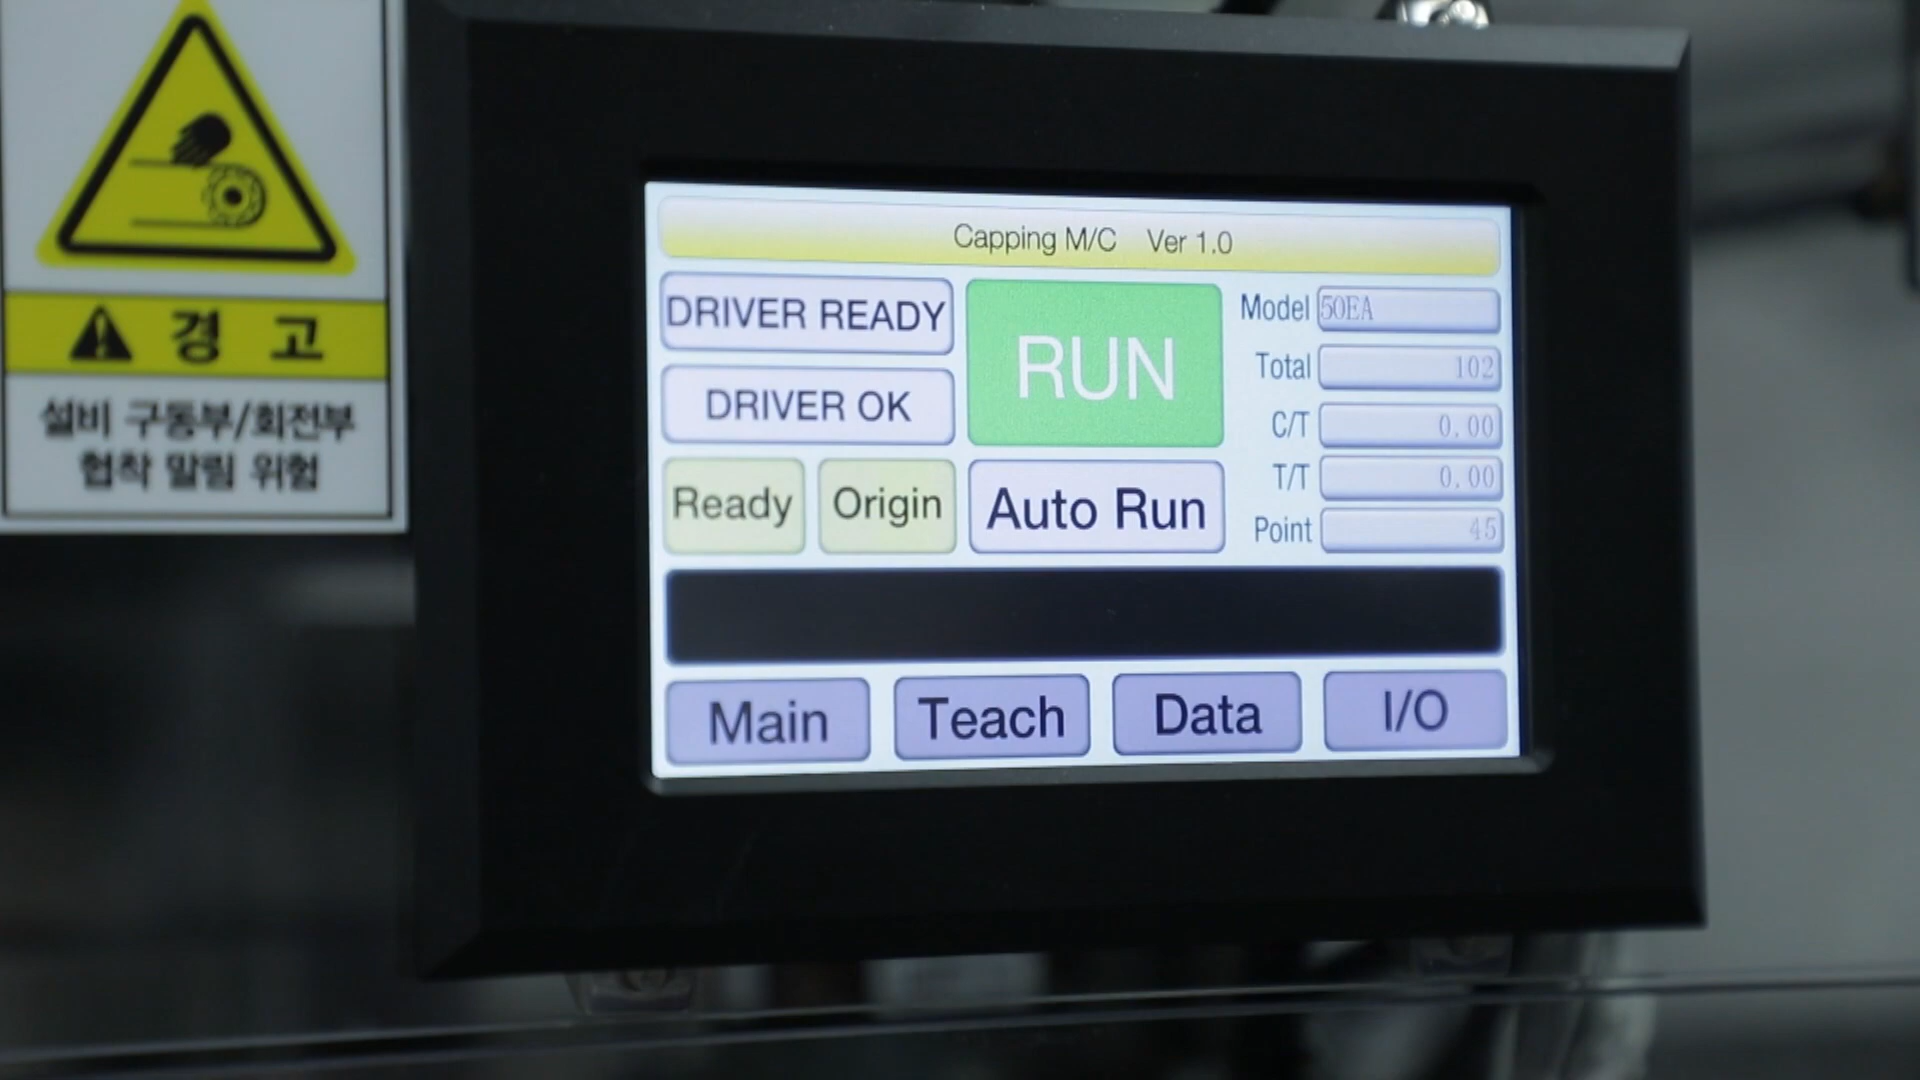 경 고
설비 구동부/회전부
협착 말림 위험
Capping M/C Ver 1.0
DRIVER READY
DRIVER OK
RUN
Ready
Origin
Auto Run
Model 50EA
Total 102
C/T 0.00
T/T 0.00
Point 45
Main
Teach
Data
I/O